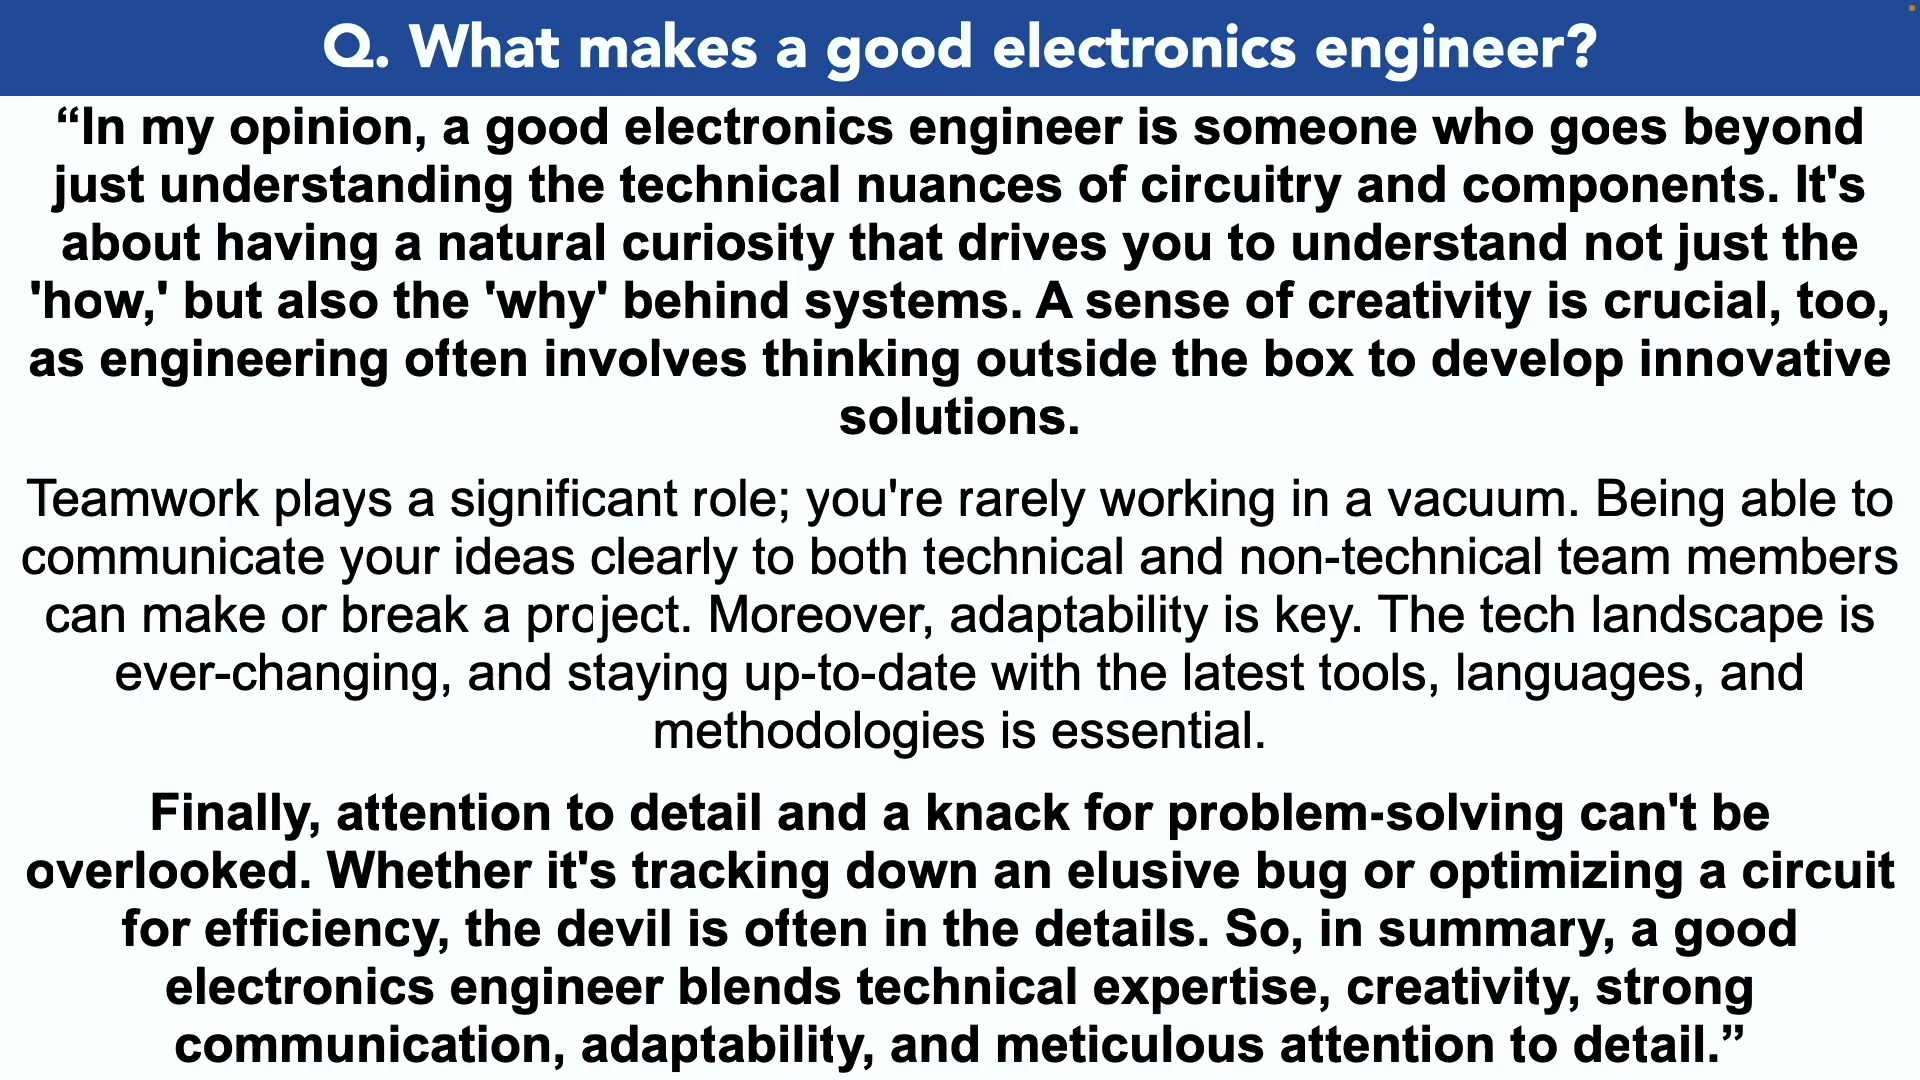 Q. What makes a good electronics engineer?
“In my opinion, a good electronics engineer is someone who goes beyond
just understanding the technical nuances of circuitry and components. It's
about having a natural curiosity that drives you to understand not just the
'how,' but also the 'why' behind systems. A sense of creativity is crucial, too,
as engineering often involves thinking outside the box to develop innovative
solutions.
Teamwork plays a significant role; you're rarely working in a vacuum. Being able to
communicate your ideas clearly to both technical and non-technical team members
can make or break a project. Moreover, adaptability is key. The tech landscape is
ever-changing, and staying up-to-date with the latest tools, languages, and
methodologies is essential.
Finally, attention to detail and a knack for problem-solving can't be
overlooked. Whether it's tracking down an elusive bug or optimizing a circuit
for efficiency, the devil is often in the details. So, in summary, a good
electronics engineer blends technical expertise, creativity, strong
communication, adaptability, and meticulous attention to detail.”